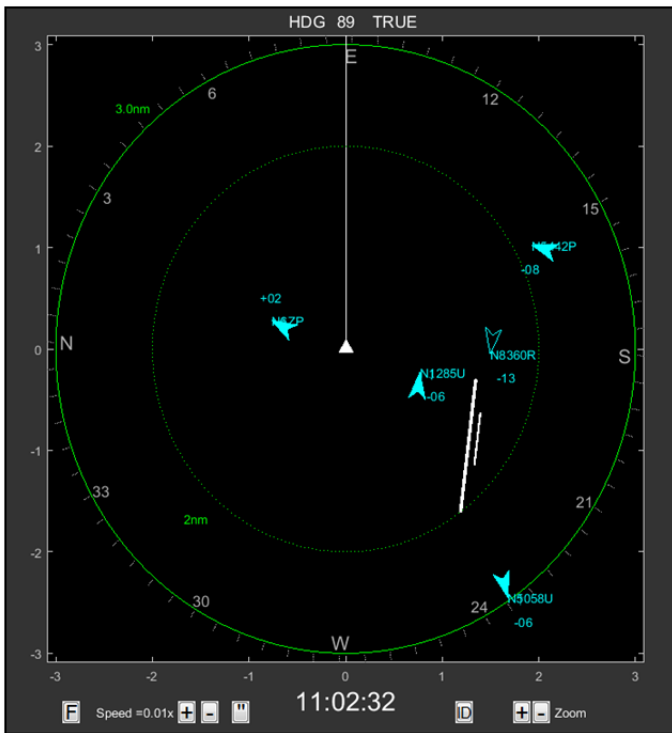 HDG 89 TRUE
3
E
6
12
3.0nm
2
3
15
1
-08
+02
N
0
S
N8360R
N1285U
-13
-06
-1
33
21
2nm
-2
30
24
N5058U
-06
W
-3
-3
-2
-1
0
1
2
3
F
Speed =0.01x
+
-
"
11:02:32
ID
+
-
Zoom